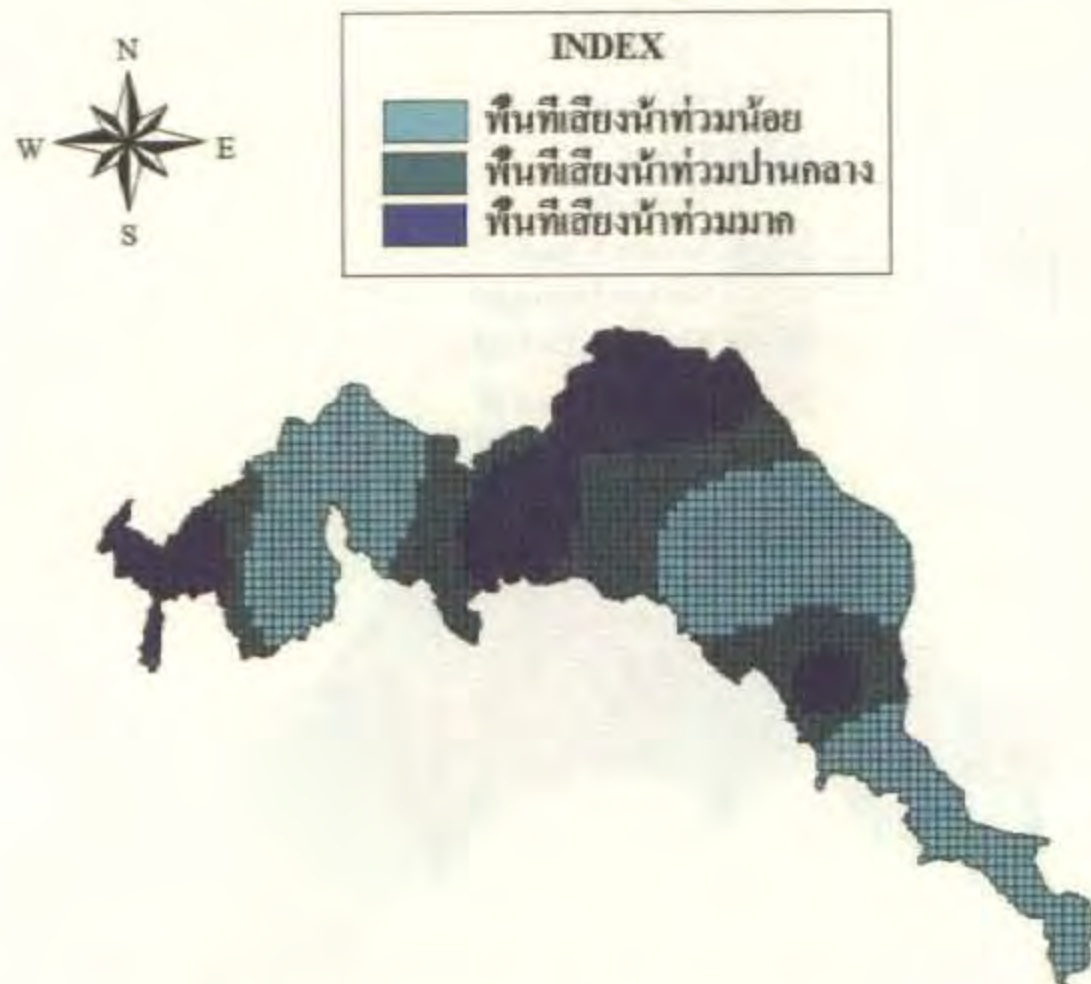 N
W E
S
INDEX
พื้นที่เสี่ยงน้ำท่วมน้อย
พื้นที่เสี่ยงน้ำท่วมปานกลาง
พื้นที่เสี่ยงน้ำท่วมมาก